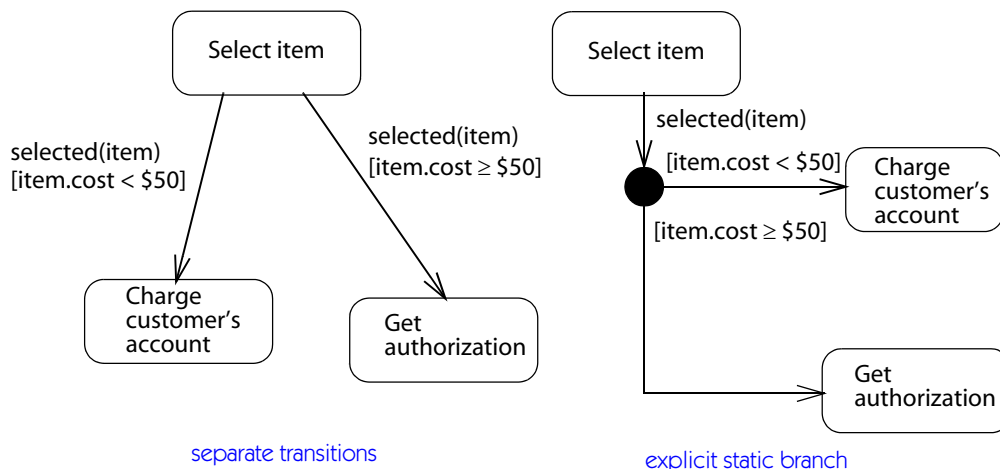 Select item
selected(item)
[item.cost < $50]
selected(item)
[item.cost ≥ $50]
Charge
customer's
account
Get
authorization
separate transitions
Select item
selected(item)
[item.cost < $50]
Charge
customer's
account
[item.cost ≥ $50]
Get
authorization
explicit static branch